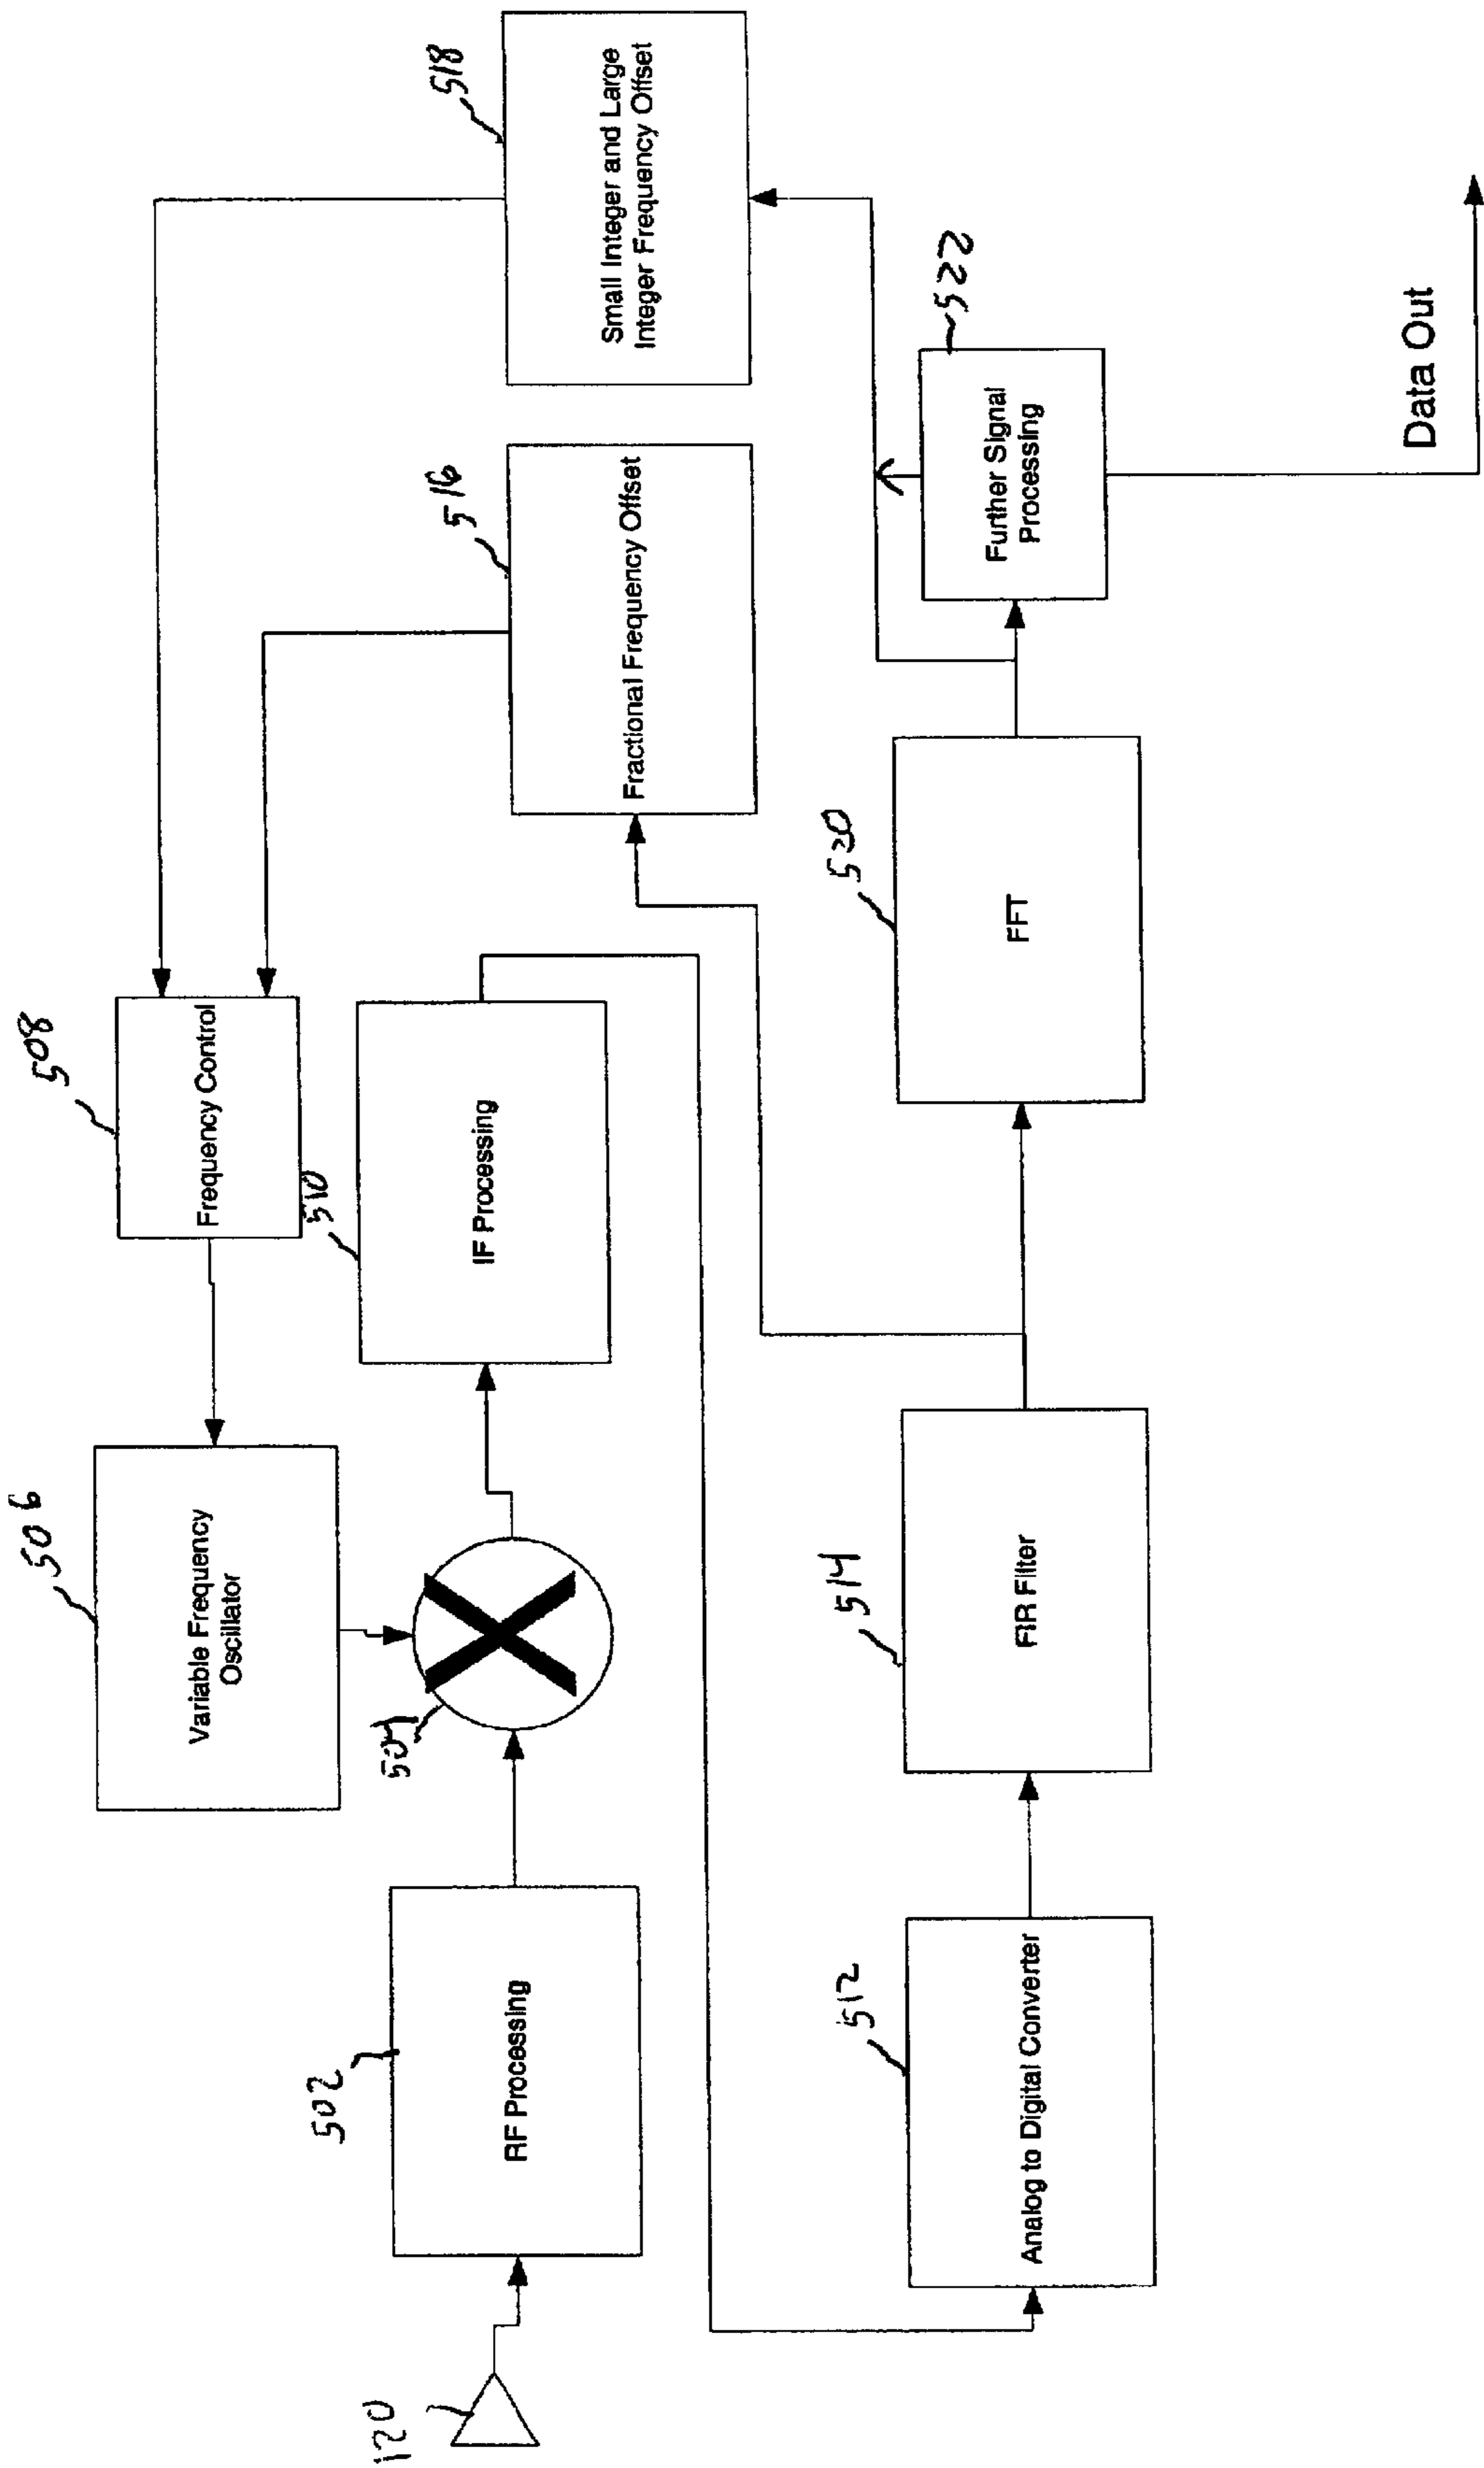 506
Variable Frequency
Oscillator
508
Frequency Control
120
502
RF Processing
504
510
IF Processing
516
Fractional Frequency Offset
518
Small Integer and Large
Integer Frequency Offset
512
Analog to Digital Converter
514
FIR Filter
520
FFT
522
Further Signal
Processing
Data Out